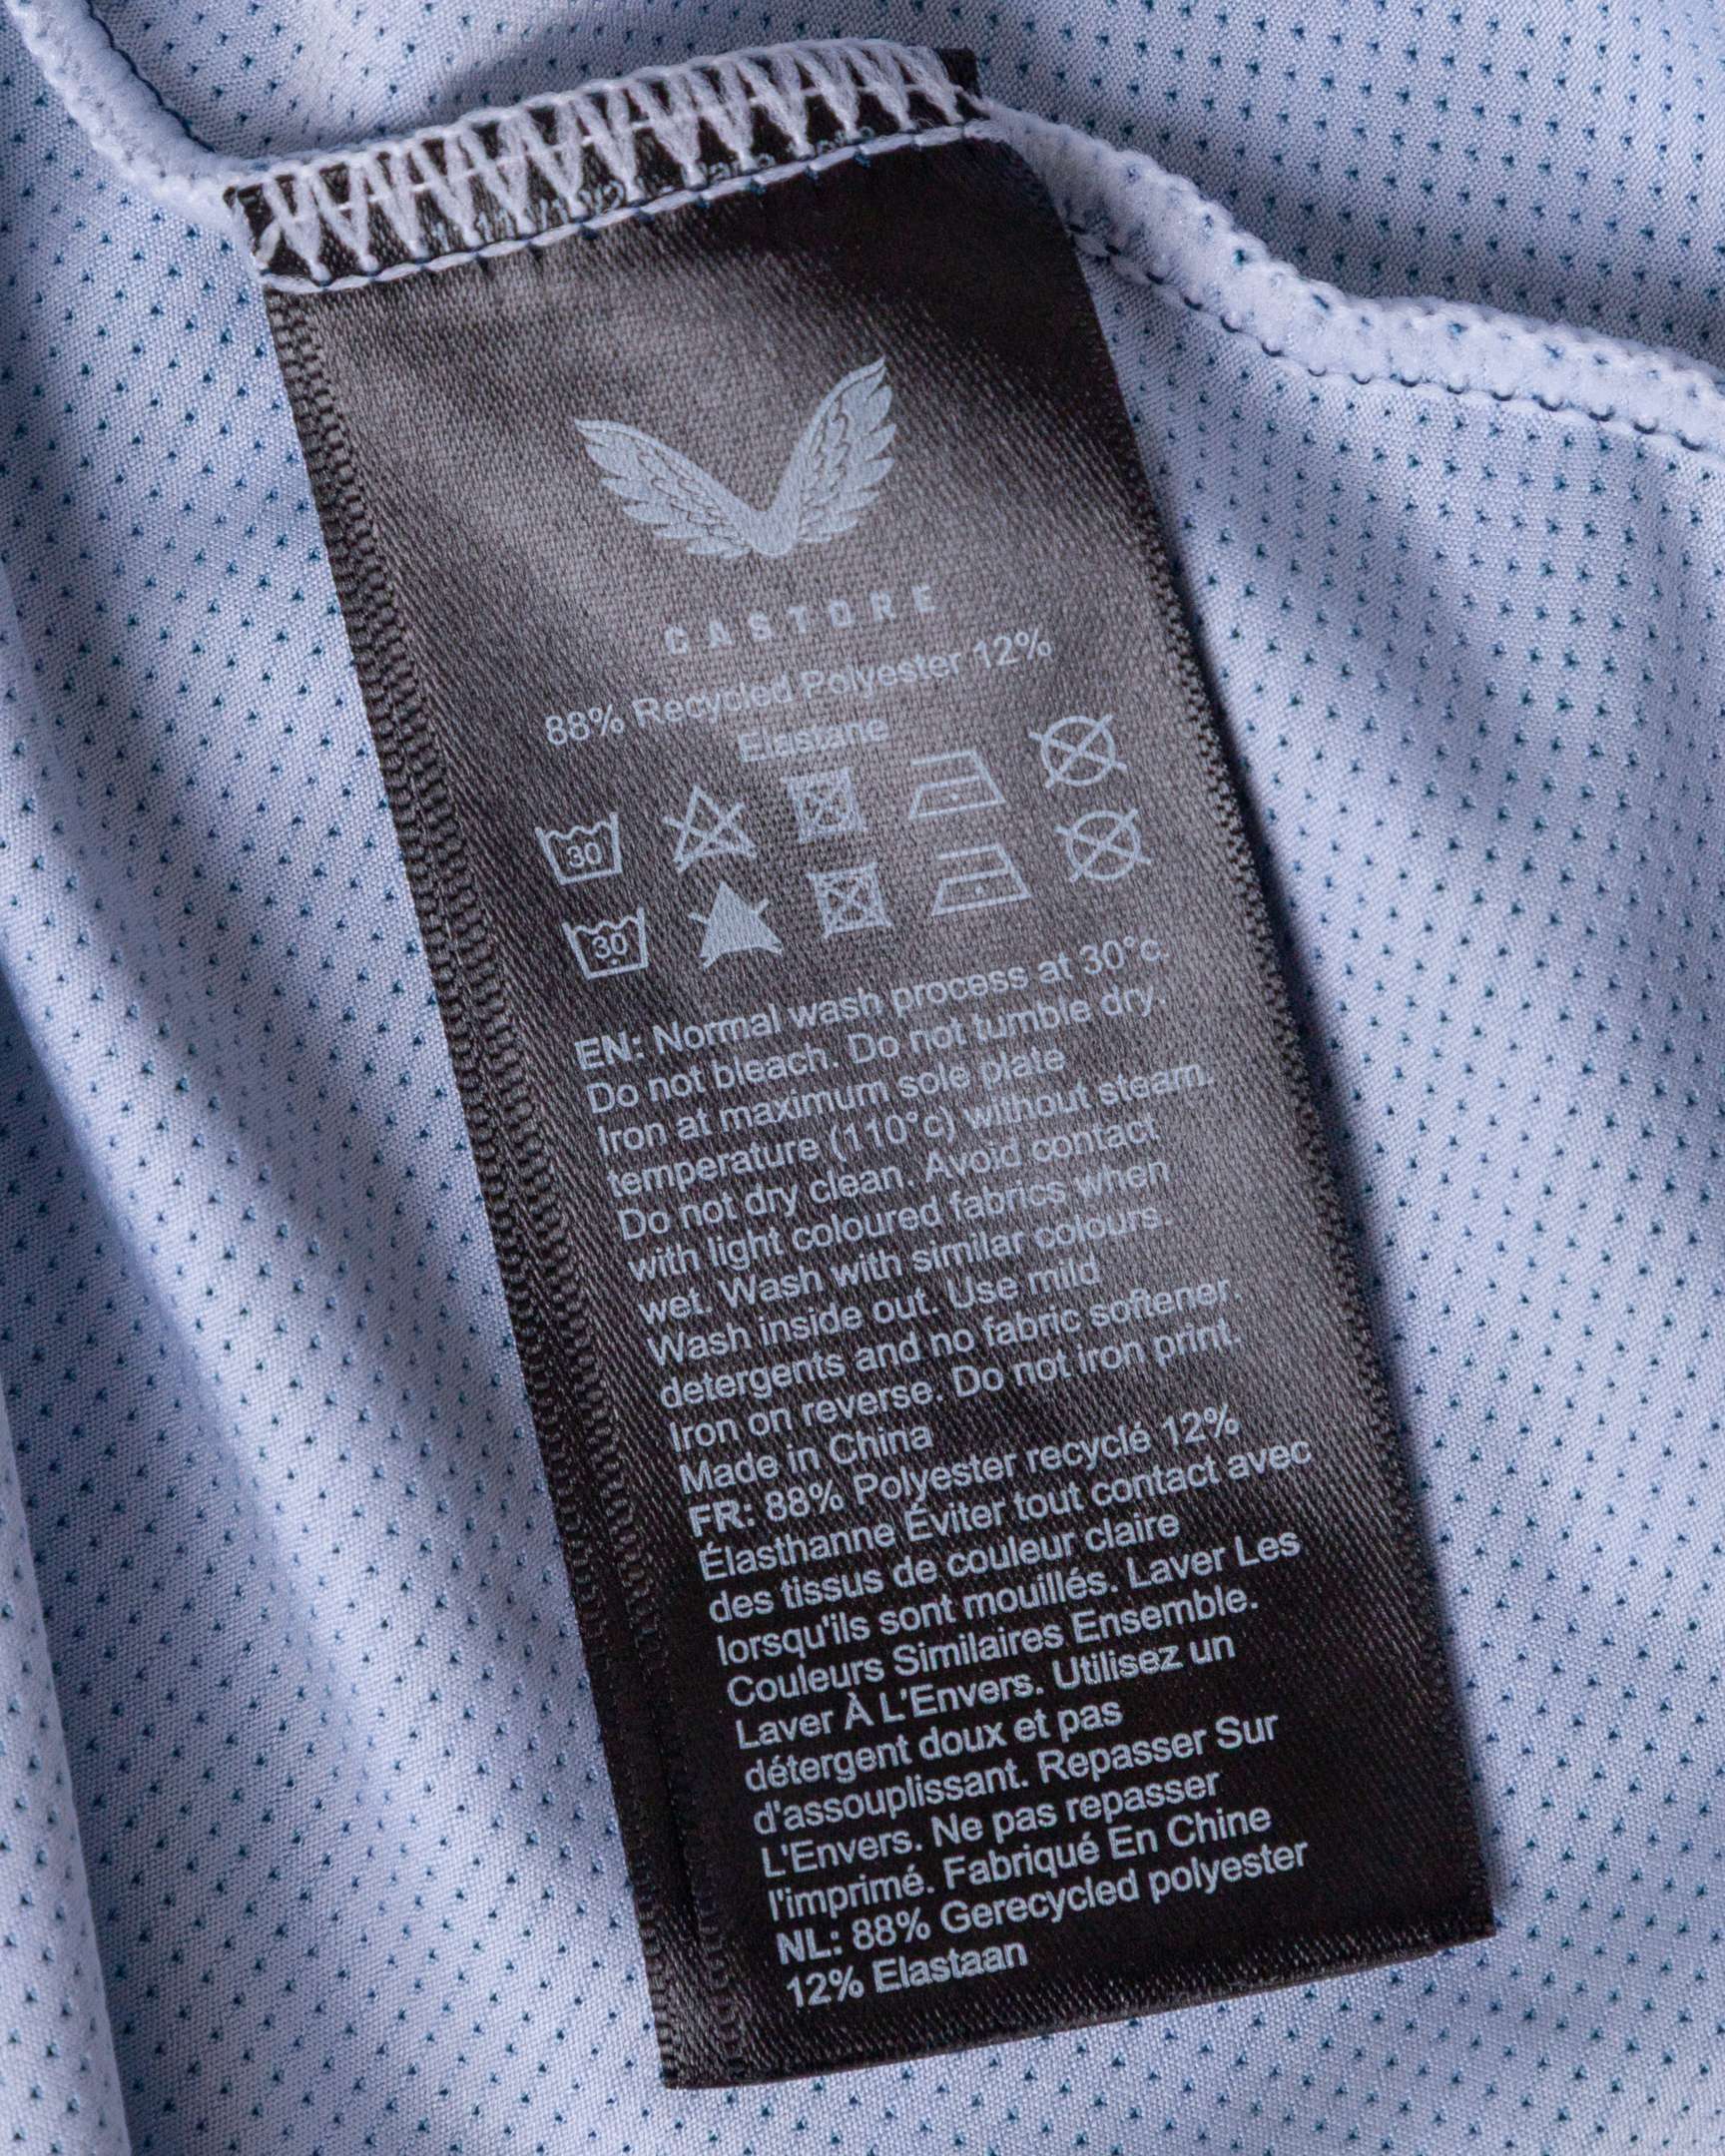 CASTORE
88% Recycled Polyester 12%
Elastane
30
30
EN: Normal wash process at 30°c.
Do not bleach. Do not tumble dry.
Iron at maximum sole plate
temperature (110°c) without steam.
Do not dry clean. Avoid contact
with light coloured fabrics when
wet. Wash with similar colours.
Wash inside out. Use mild
detergents and no fabric softener.
Iron on reverse. Do not iron print.
Made in China
FR: 88% Polyester recyclé 12%
Élasthanne Éviter tout contact avec
des tissus de couleur claire
lorsqu'ils sont mouillés. Laver Les
Couleurs Similaires Ensemble.
Laver À L'Envers. Utilisez un
détergent doux et pas
d'assouplissant. Repasser Sur
L'Envers. Ne pas repasser
l'imprimé. Fabriqué En Chine
NL: 88% Gerecycled polyester
12% Elastaan